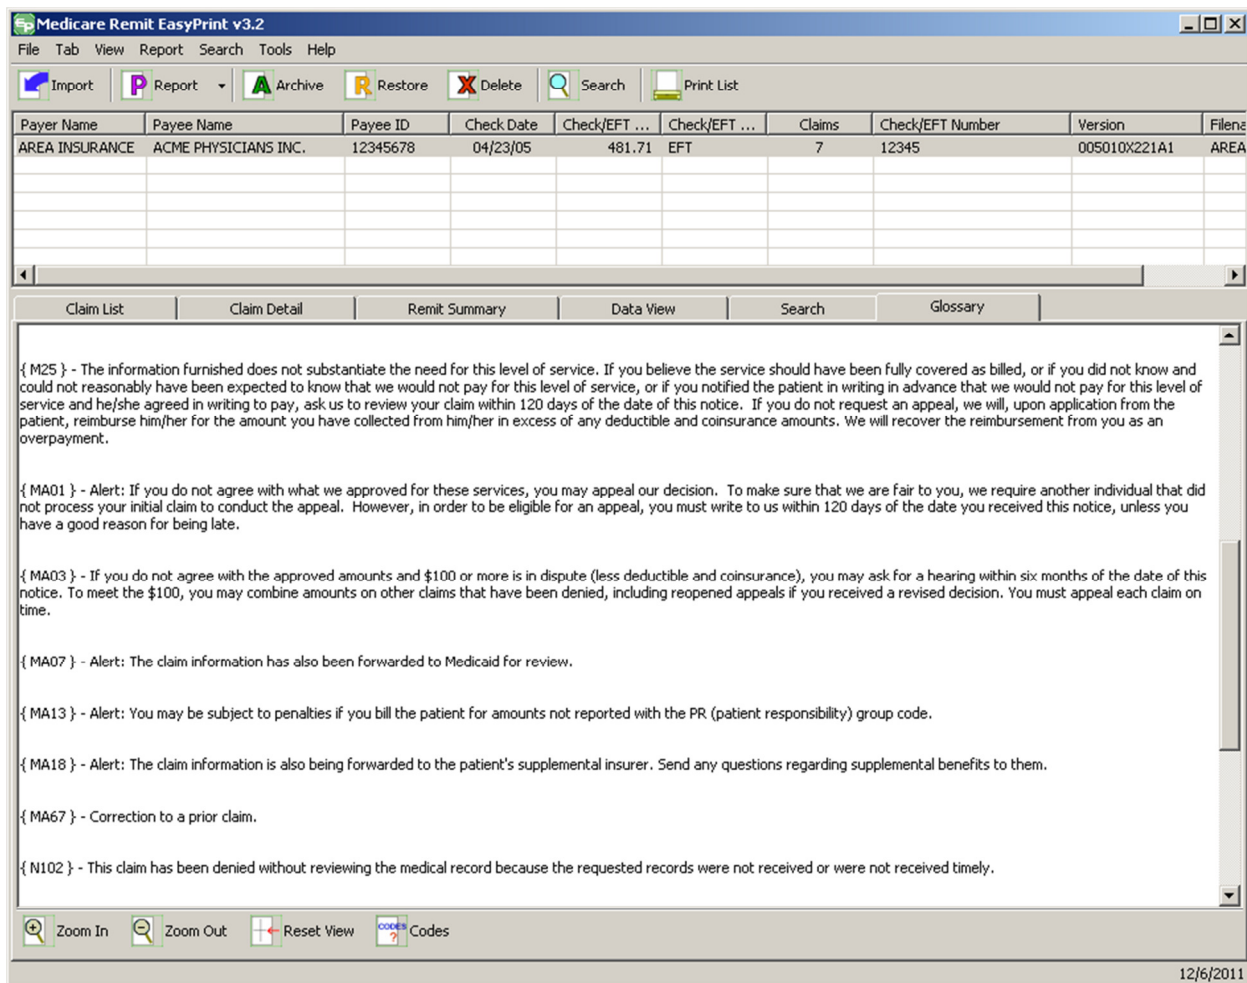 Medicare Remit EasyPrint v3.2
File Tab View Report Search Tools Help
Import Report Archive Restore Delete Search Print List
Payer Name Payee Name Payee ID Check Date Check/EFT ... Check/EFT ... Claims Check/EFT Number Version Filena
AREA INSURANCE ACME PHYSICIANS INC. 12345678 04/23/05 481.71 EFT 7 12345 005010X221A1 AREA
Claim List Claim Detail Remit Summary Data View Search Glossary
{ M25 } - The information furnished does not substantiate the need for this level of service. If you believe the service should have been fully covered as billed, or if you did not know and
could not reasonably have been expected to know that we would not pay for this level of service, or if you notified the patient in writing in advance that we would not pay for this level of
service and he/she agreed in writing to pay, ask us to review your claim within 120 days of the date of this notice. If you do not request an appeal, we will, upon application from the
patient, reimburse him/her for the amount you have collected from him/her in excess of any deductible and coinsurance amounts. We will recover the reimbursement from you as an
overpayment.
{ MA01 } - Alert: If you do not agree with what we approved for these services, you may appeal our decision. To make sure that we are fair to you, we require another individual that did
not process your initial claim to conduct the appeal. However, in order to be eligible for an appeal, you must write to us within 120 days of the date you received this notice, unless you
have a good reason for being late.
{ MA03 } - If you do not agree with the approved amounts and $100 or more is in dispute (less deductible and coinsurance), you may ask for a hearing within six months of the date of this
notice. To meet the $100, you may combine amounts on other claims that have been denied, including reopened appeals if you received a revised decision. You must appeal each claim on
time.
{ MA07 } - Alert: The claim information has also been forwarded to Medicaid for review.
{ MA13 } - Alert: You may be subject to penalties if you bill the patient for amounts not reported with the PR (patient responsibility) group code.
{ MA18 } - Alert: The claim information is also being forwarded to the patient's supplemental insurer. Send any questions regarding supplemental benefits to them.
{ MA67 } - Correction to a prior claim.
{ N102 } - This claim has been denied without reviewing the medical record because the requested records were not received or were not received timely.
Zoom In Zoom Out Reset View CODES ? Codes
12/6/2011